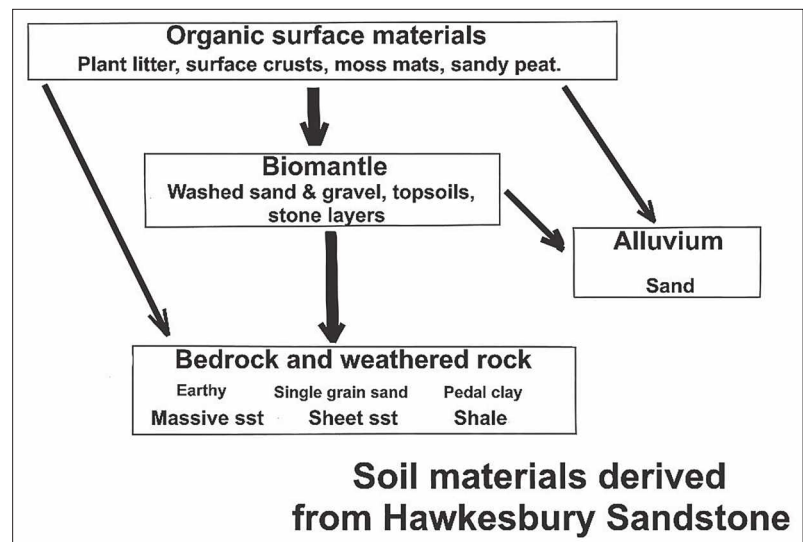 Organic surface materials
Plant litter, surface crusts, moss mats, sandy peat.
Biomantle
Washed sand & gravel, topsoils,
stone layers
Alluvium
Sand
Bedrock and weathered rock
Earthy Single grain sand Pedal clay
Massive sst Sheet sst Shale
Soil materials derived
from Hawkesbury Sandstone